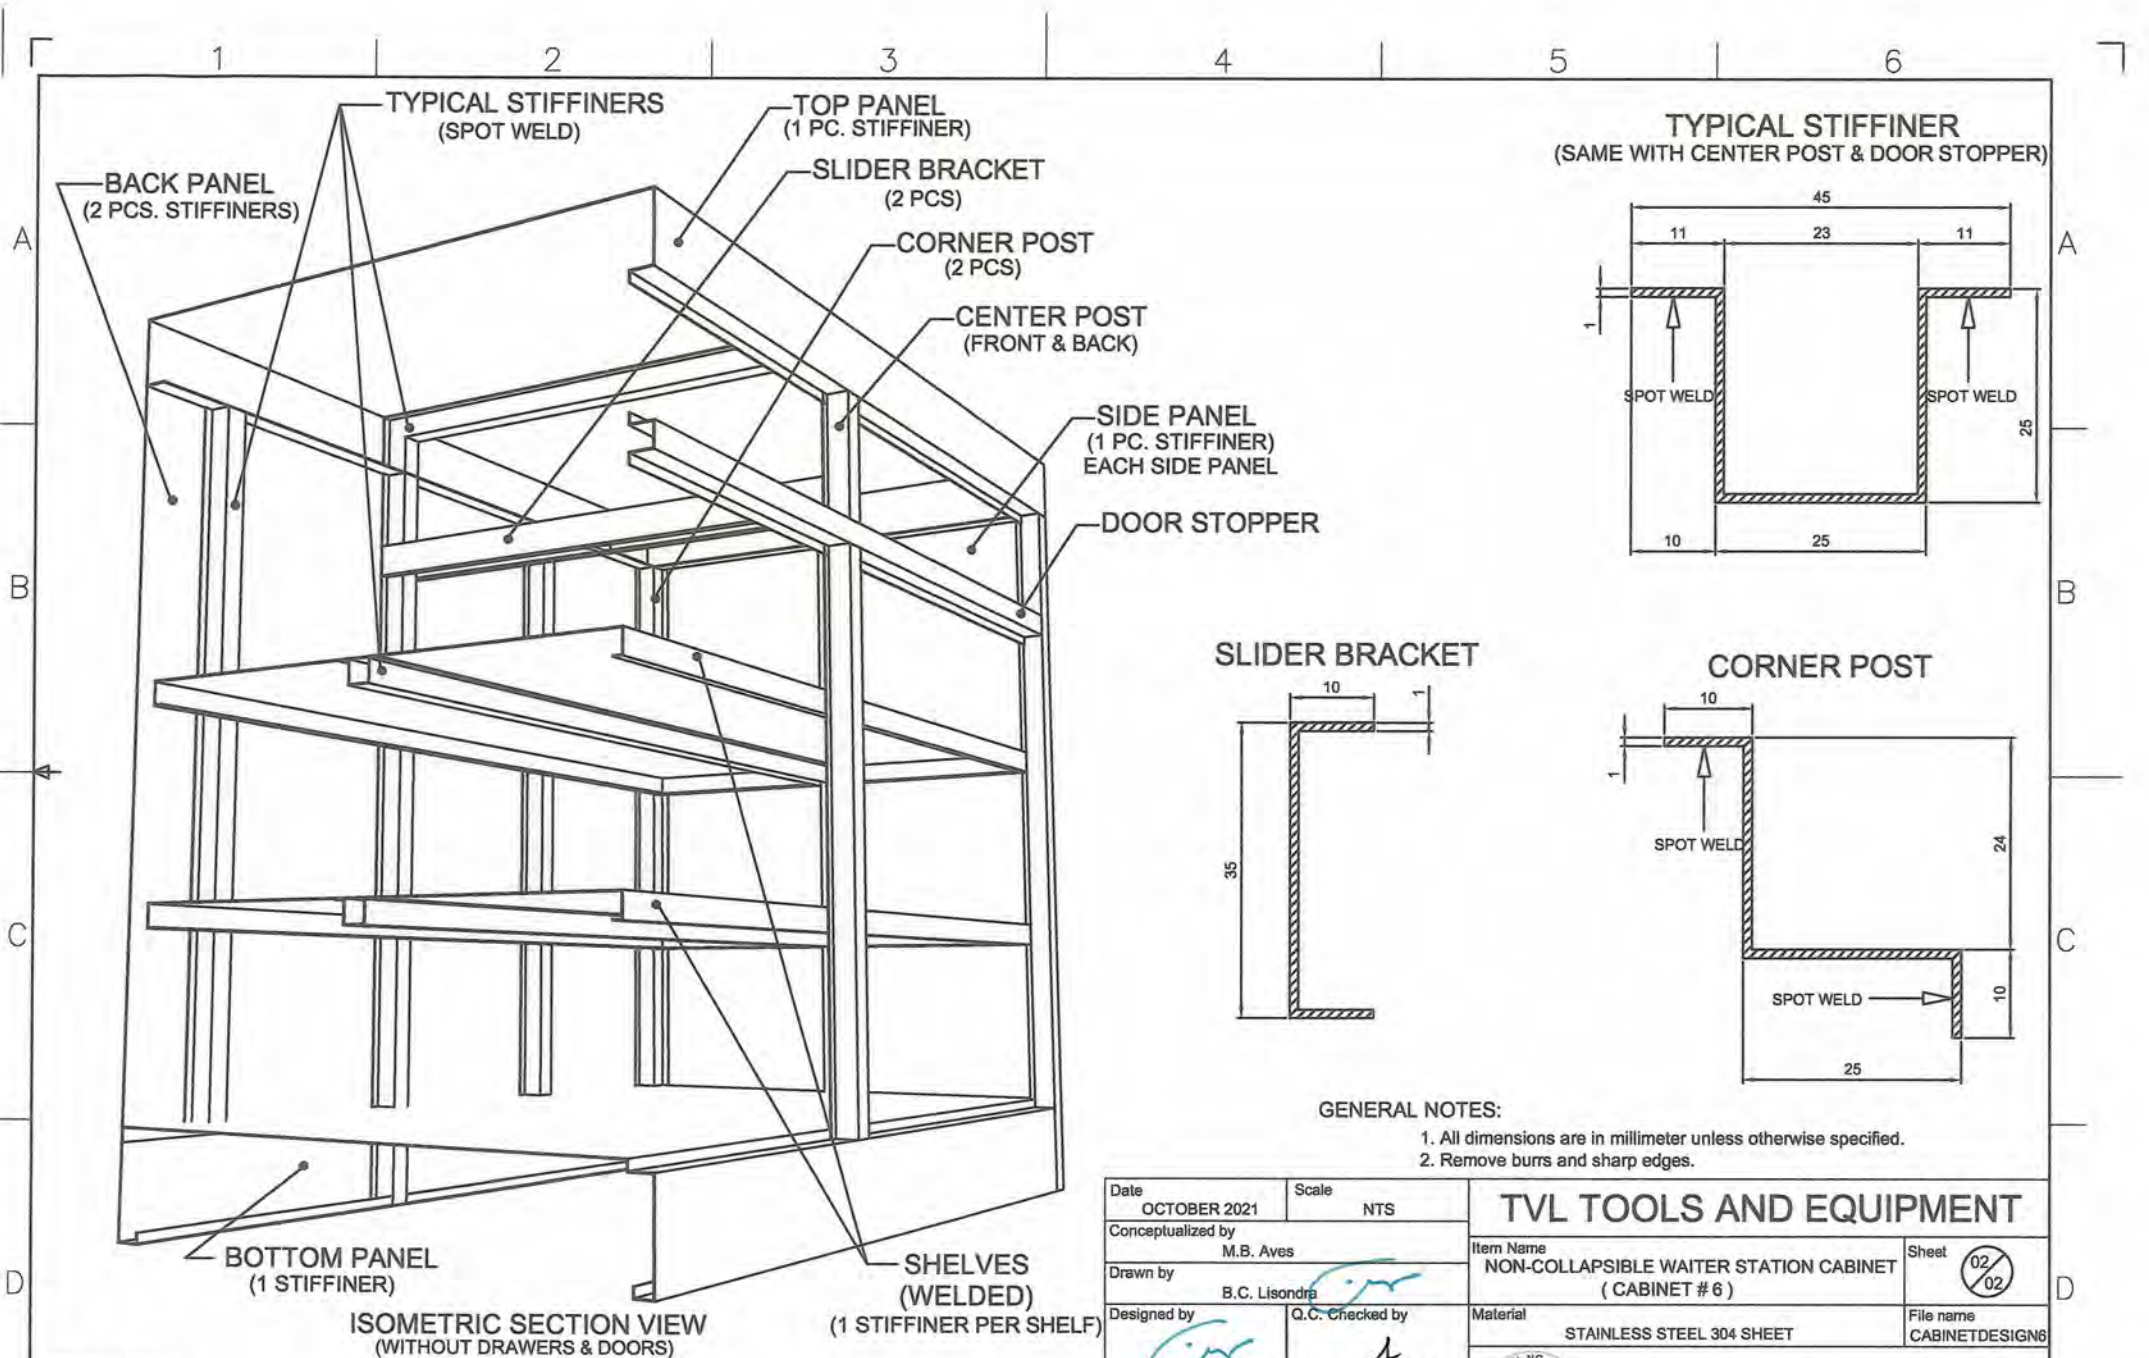 1 2 3 4 5 6
TYPICAL STIFFINERS
(SPOT WELD)
TOP PANEL
(1 PC. STIFFINER)
BACK PANEL
(2 PCS. STIFFINERS)
SLIDER BRACKET
(2 PCS)
CORNER POST
(2 PCS)
CENTER POST
(FRONT & BACK)
SIDE PANEL
(1 PC. STIFFINER)
EACH SIDE PANEL
DOOR STOPPER
A
A
B
B
C
C
D
D
TYPICAL STIFFINER
(SAME WITH CENTER POST & DOOR STOPPER)
45
11 23 11
1
SPOT WELD
SPOT WELD
25
10 25
SLIDER BRACKET
10
1
35
CORNER POST
10
1
SPOT WELD
24
SPOT WELD
10
25
BOTTOM PANEL
(1 STIFFINER)
SHELVES
(WELDED)
(1 STIFFINER PER SHELF)
ISOMETRIC SECTION VIEW
(WITHOUT DRAWERS & DOORS)
GENERAL NOTES:
1. All dimensions are in millimeter unless otherwise specified.
2. Remove burrs and sharp edges.
Date
OCTOBER 2021
Scale
NTS
Conceptualized by
M.B. Aves
Drawn by
B.C. Lisondra
Designed by
Q.C. Checked by
TVL TOOLS AND EQUIPMENT
Item Name
NON-COLLAPSIBLE WAITER STATION CABINET
( CABINET # 6 )
Sheet
02/02
Material
STAINLESS STEEL 304 SHEET
File name
CABINETDESIGN6